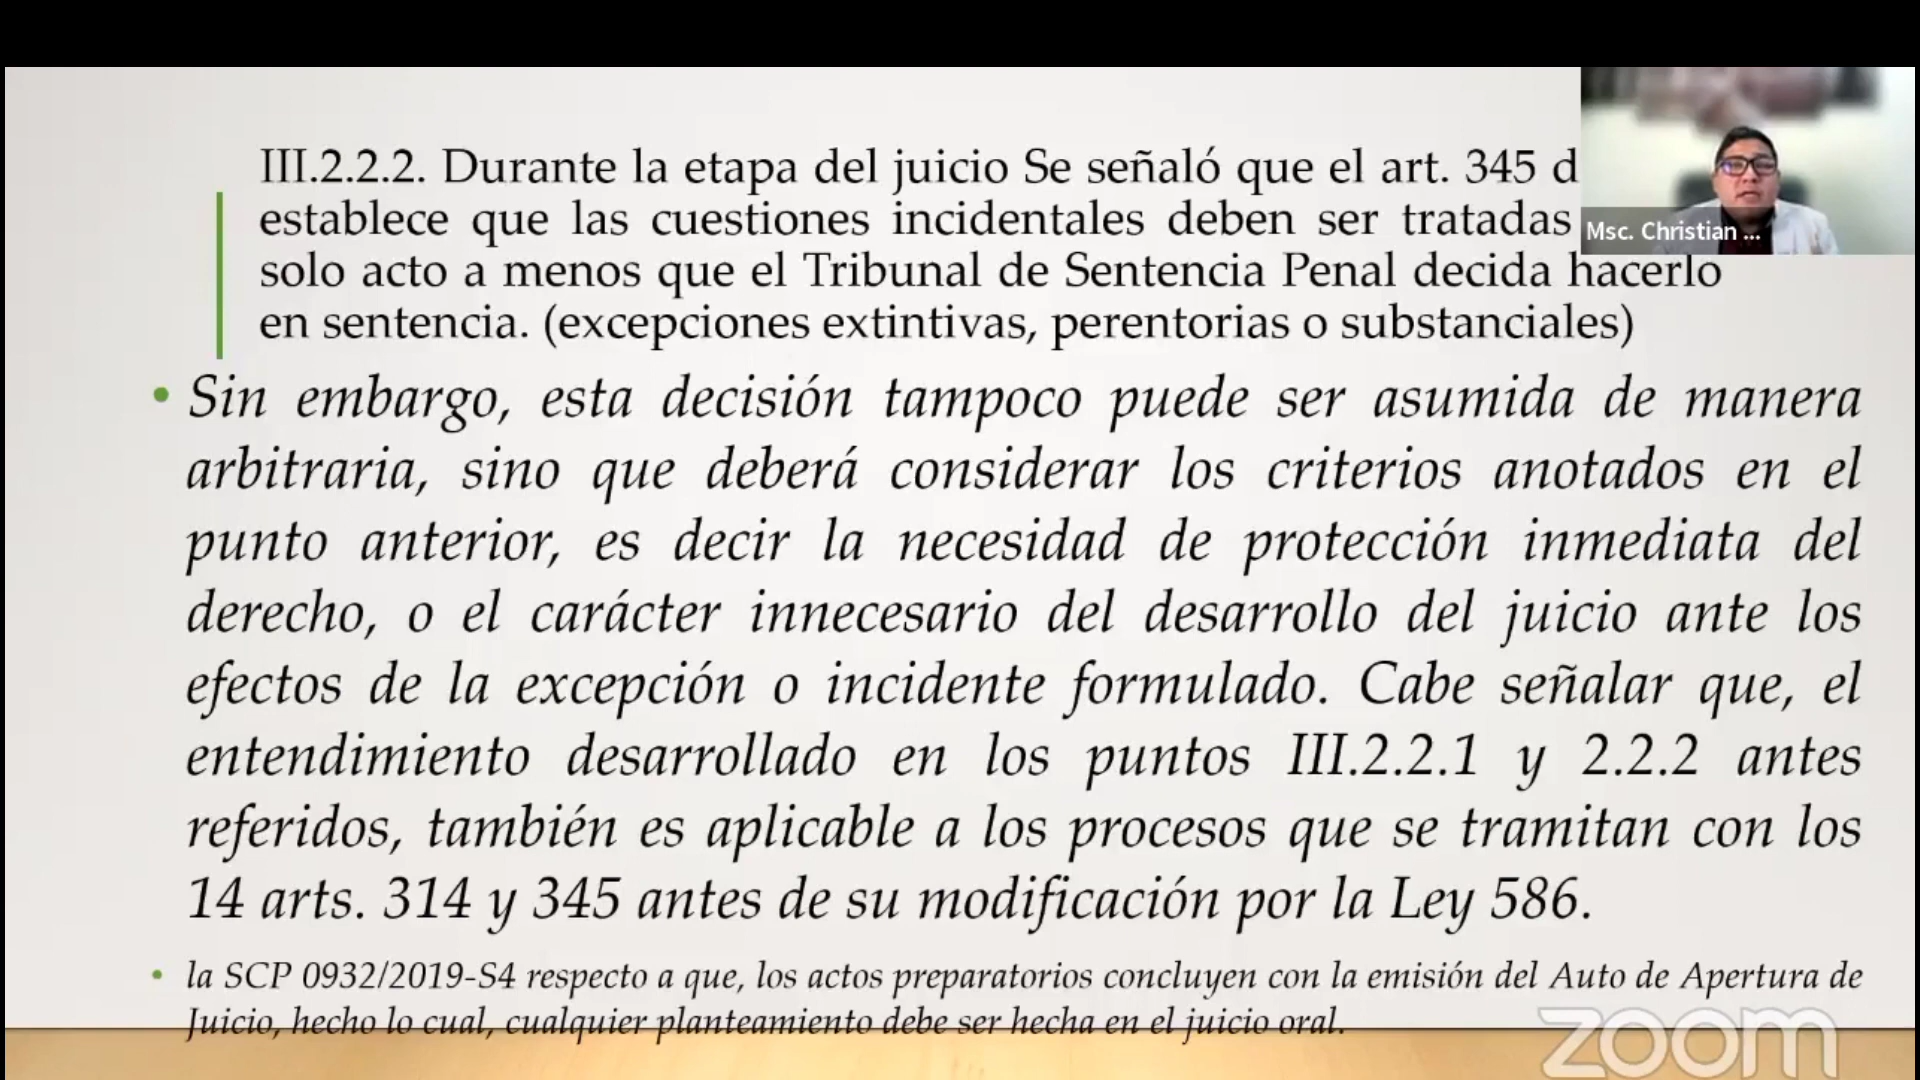 III.2.2.2. Durante la etapa del juicio Se señaló que el art. 345 d
establece que las cuestiones incidentales deben ser tratadas
solo acto a menos que el Tribunal de Sentencia Penal decida hacerlo
en sentencia. (excepciones extintivas, perentorias o substanciales)
Msc. Christian ...
• Sin embargo, esta decisión tampoco puede ser asumida de manera
arbitraria, sino que deberá considerar los criterios anotados en el
punto anterior, es decir la necesidad de protección inmediata del
derecho, o el carácter innecesario del desarrollo del juicio ante los
efectos de la excepción o incidente formulado. Cabe señalar que, el
entendimiento desarrollado en los puntos III.2.2.1 y 2.2.2 antes
referidos, también es aplicable a los procesos que se tramitan con los
14 arts. 314 y 345 antes de su modificación por la Ley 586.
• la SCP 0932/2019-S4 respecto a que, los actos preparatorios concluyen con la emisión del Auto de Apertura de
Juicio, hecho lo cual, cualquier planteamiento debe ser hecha en el juicio oral.
zoom